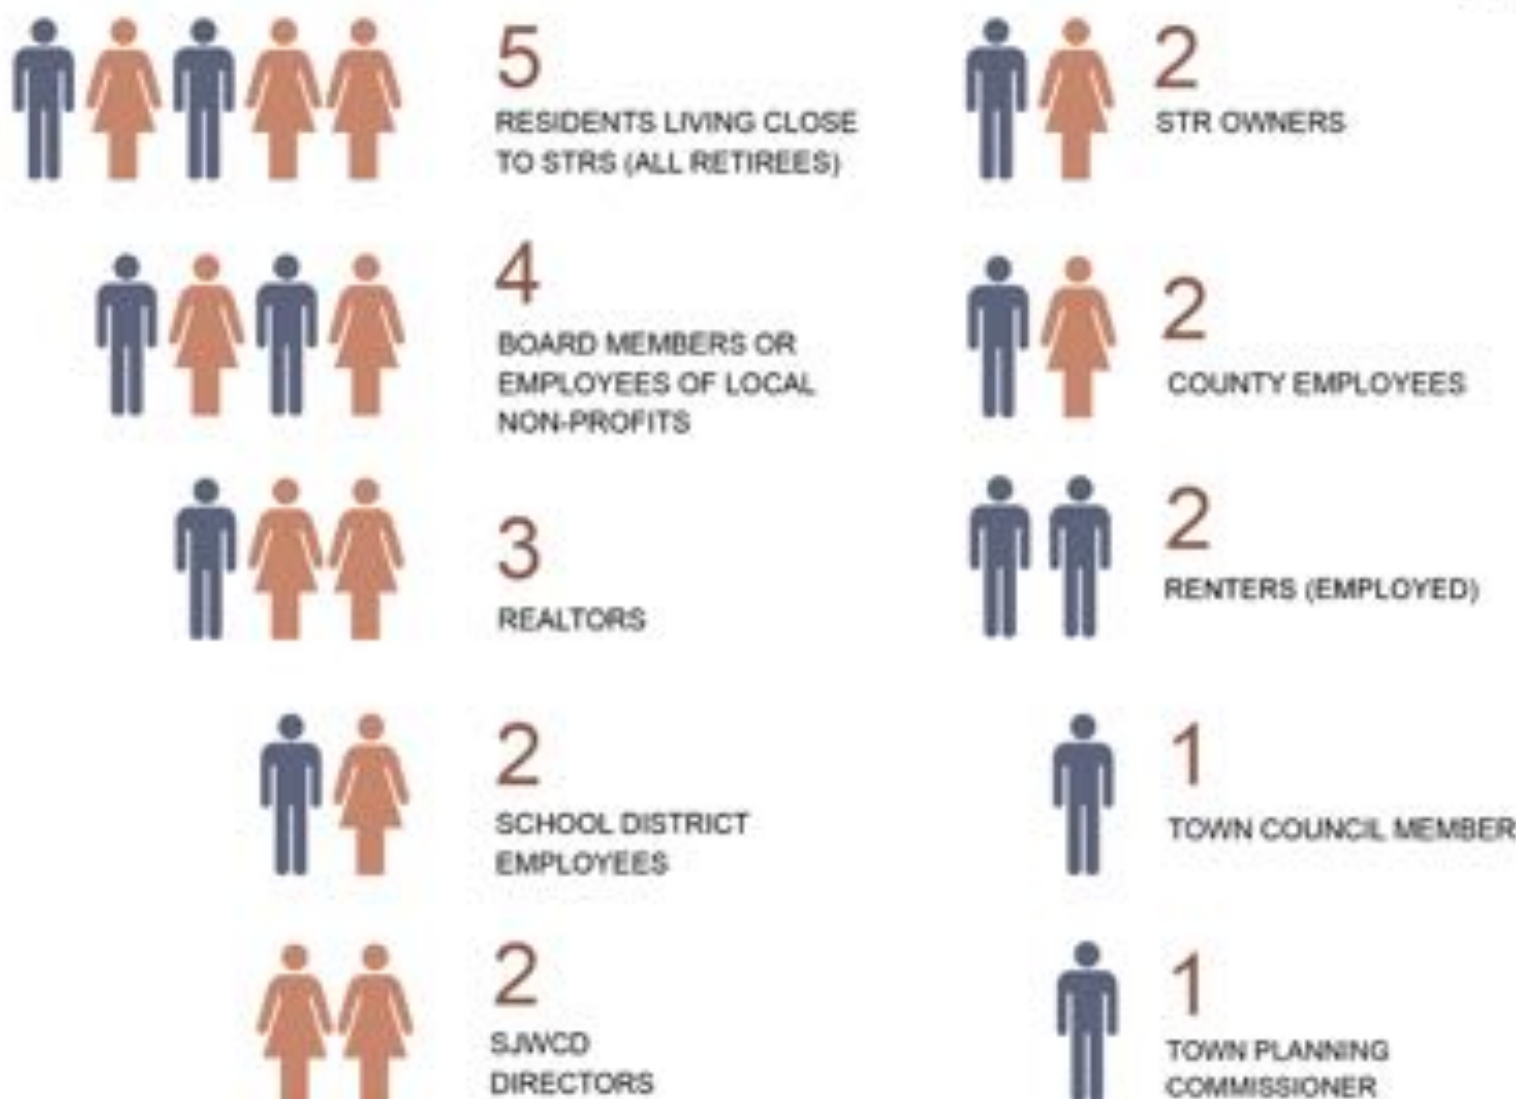 5
RESIDENTS LIVING CLOSE
TO STRS (ALL RETIREES)
4
BOARD MEMBERS OR
EMPLOYEES OF LOCAL
NON-PROFITS
3
REALTORS
2
SCHOOL DISTRICT
EMPLOYEES
2
SJWCD
DIRECTORS
2
STR OWNERS
2
COUNTY EMPLOYEES
2
RENTERS (EMPLOYED)
1
TOWN COUNCIL MEMBER
1
TOWN PLANNING
COMMISSIONER